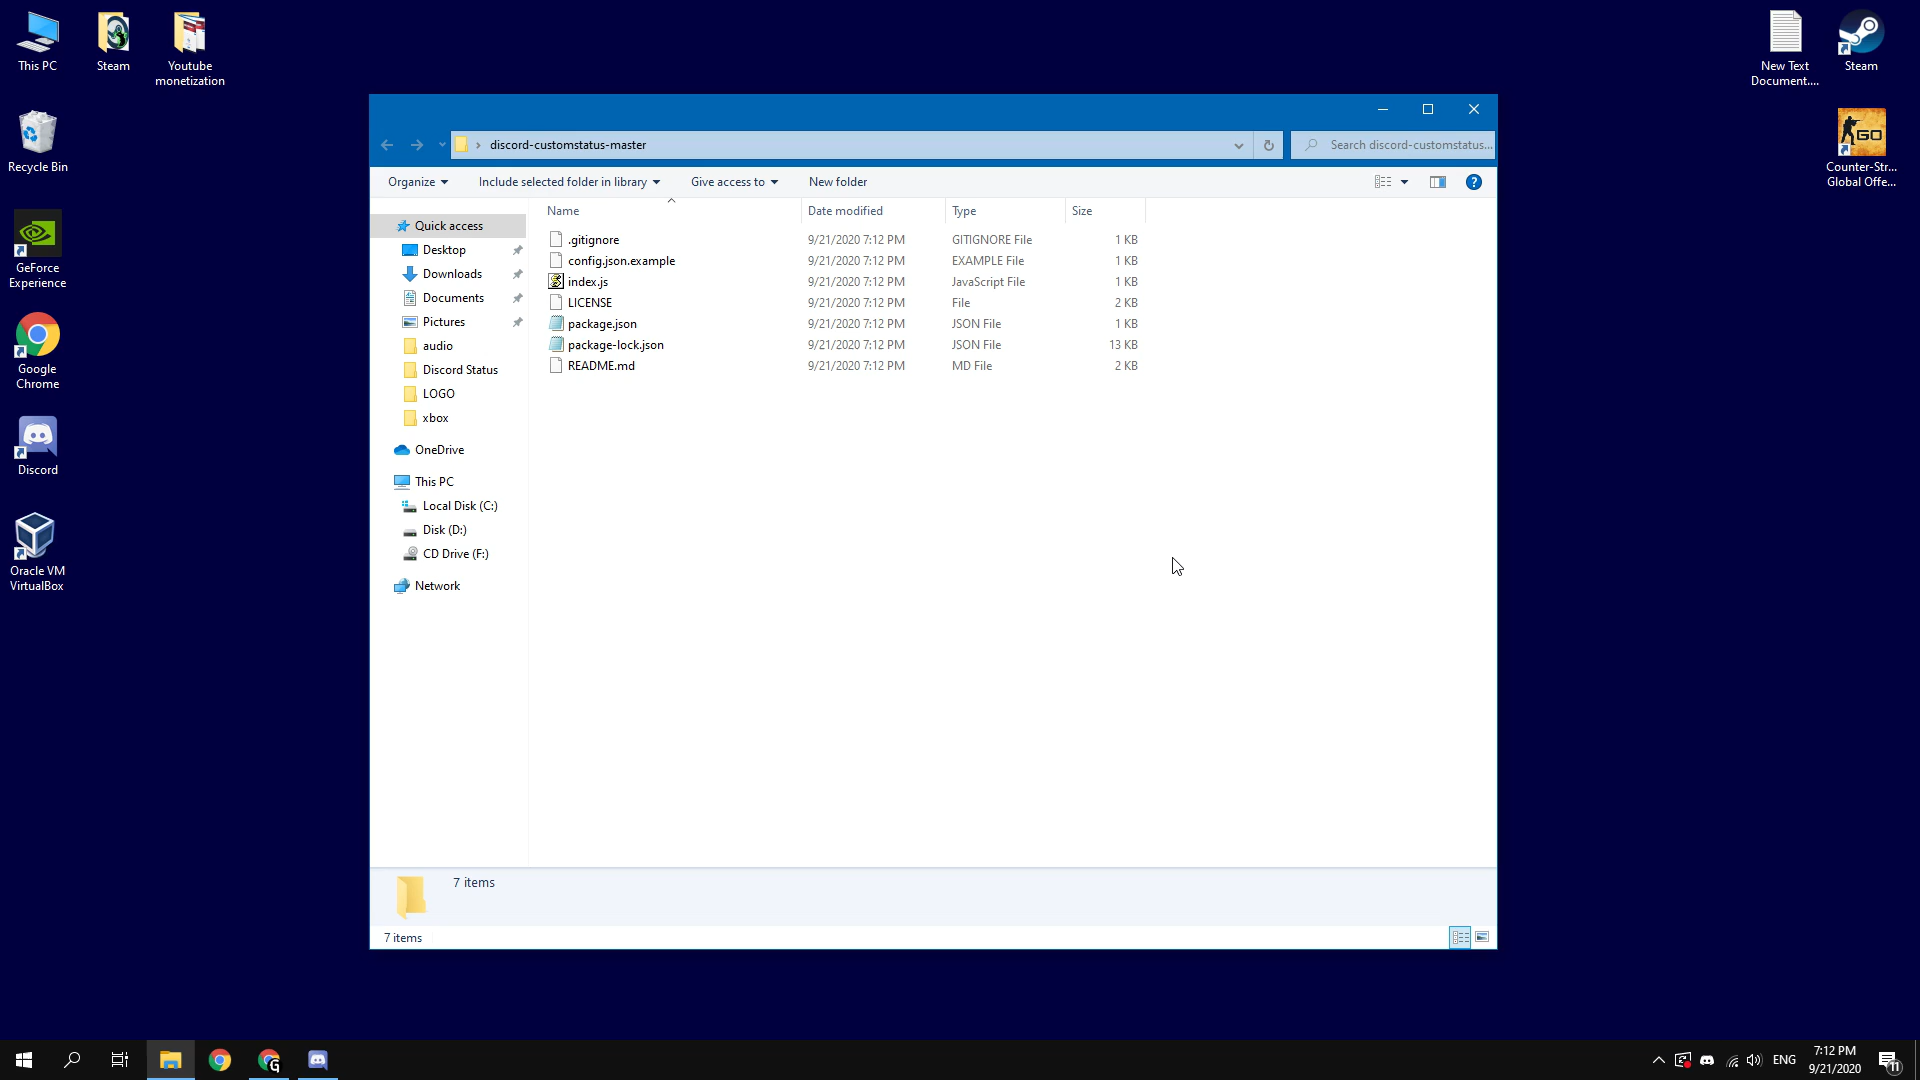 This PC
Steam
Youtube
monetization
New Text
Document....
Steam
Recycle Bin
GO
Counter-Str...
Global Offe...
GeForce
Experience
Google
Chrome
Discord
Oracle VM
VirtualBox
discord-customstatus-master
Search discord-customstatus...
Organize
Include selected folder in library
Give access to
New folder
?
Name
Date modified
Type
Size
Quick access
Desktop
Downloads
Documents
Pictures
audio
Discord Status
LOGO
xbox
OneDrive
This PC
Local Disk (C:)
Disk (D:)
CD Drive (F:)
Network
.gitignore 9/21/2020 7:12 PM GITIGNORE File 1 KB
config.json.example 9/21/2020 7:12 PM EXAMPLE File 1 KB
index.js 9/21/2020 7:12 PM JavaScript File 1 KB
LICENSE 9/21/2020 7:12 PM File 2 KB
package.json 9/21/2020 7:12 PM JSON File 1 KB
package-lock.json 9/21/2020 7:12 PM JSON File 13 KB
README.md 9/21/2020 7:12 PM MD File 2 KB
7 items
7 items
G
ENG
7:12 PM
9/21/2020
11